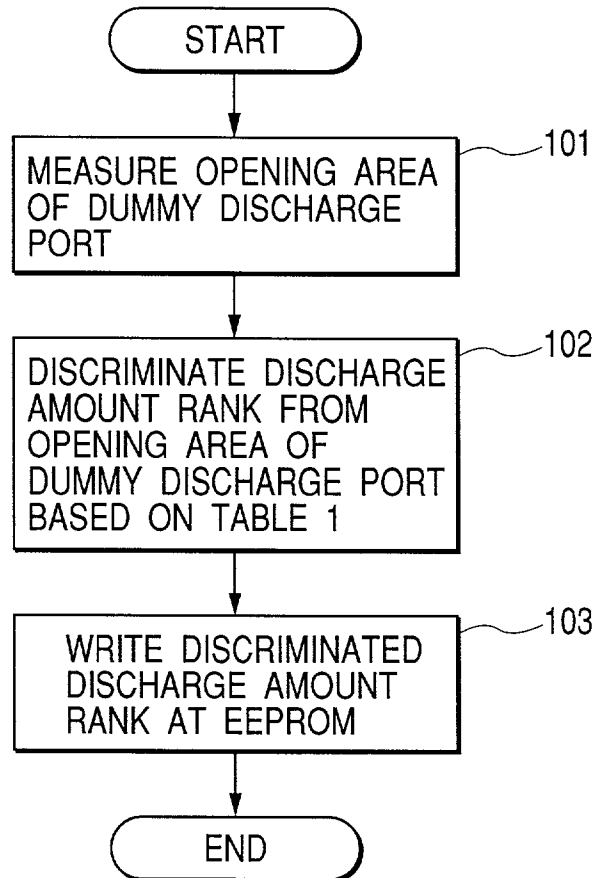 START
101
MEASURE OPENING AREA
OF DUMMY DISCHARGE
PORT
102
DISCRIMINATE DISCHARGE
AMOUNT RANK FROM
OPENING AREA OF
DUMMY DISCHARGE PORT
BASED ON TABLE 1
103
WRITE DISCRIMINATED
DISCHARGE AMOUNT
RANK AT EEPROM
END